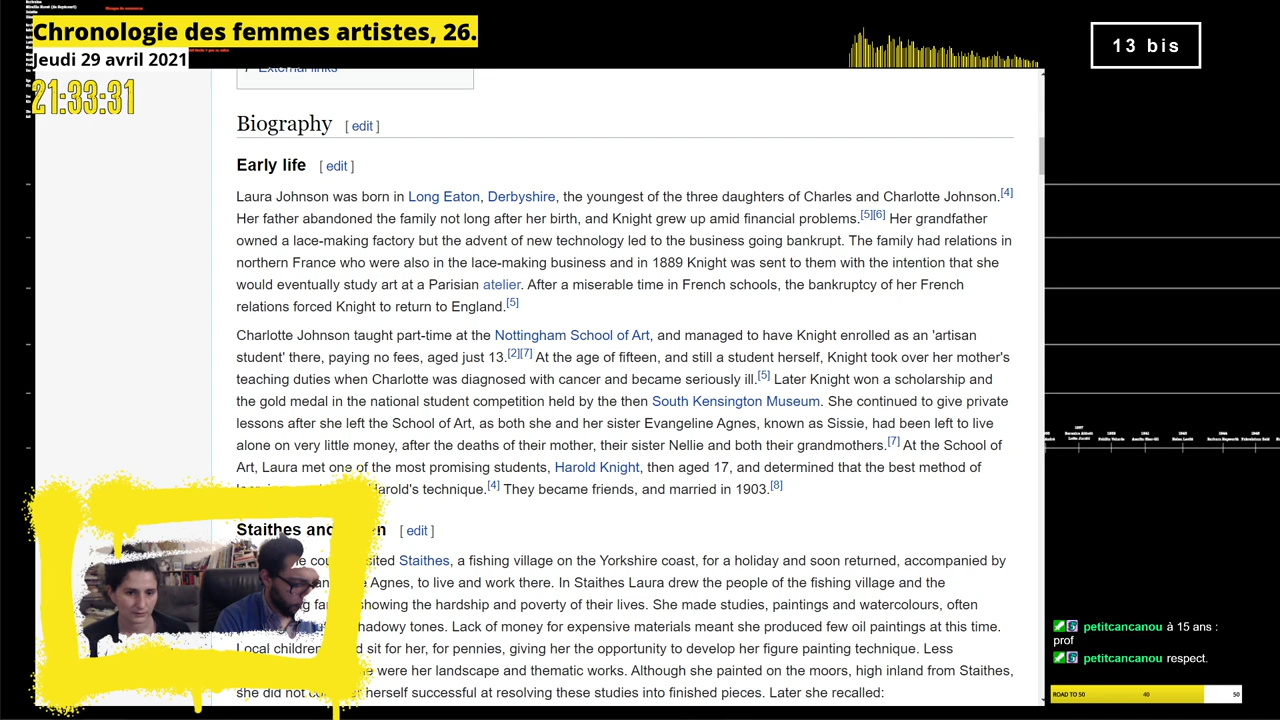 Chronologie des femmes artistes, 26.
Jeudi 29 avril 2021
21:33:31
13 bis
External links
Biography [ edit ]
Early life [ edit ]
Laura Johnson was born in Long Eaton, Derbyshire, the youngest of the three daughters of Charles and Charlotte Johnson.[4]
Her father abandoned the family not long after her birth, and Knight grew up amid financial problems.[5][6] Her grandfather
owned a lace-making factory but the advent of new technology led to the business going bankrupt. The family had relations in
northern France who were also in the lace-making business and in 1889 Knight was sent to them with the intention that she
would eventually study art at a Parisian atelier. After a miserable time in French schools, the bankruptcy of her French
relations forced Knight to return to England.[5]
Charlotte Johnson taught part-time at the Nottingham School of Art, and managed to have Knight enrolled as an 'artisan
student' there, paying no fees, aged just 13.[2][7] At the age of fifteen, and still a student herself, Knight took over her mother's
teaching duties when Charlotte was diagnosed with cancer and became seriously ill.[5] Later Knight won a scholarship and
the gold medal in the national student competition held by the then South Kensington Museum. She continued to give private
lessons after she left the School of Art, as both she and her sister Evangeline Agnes, known as Sissie, had been left to live
alone on very little money, after the deaths of their mother, their sister Nellie and both their grandmothers.[7] At the School of
Art, Laura met one of the most promising students, Harold Knight, then aged 17, and determined that the best method of
Harold's technique.[4] They became friends, and married in 1903.[8]
Staithes and [ edit ]
Staithes, a fishing village on the Yorkshire coast, for a holiday and soon returned, accompanied by
Agnes, to live and work there. In Staithes Laura drew the people of the fishing village and the
showing the hardship and poverty of their lives. She made studies, paintings and watercolours, often
shadowy tones. Lack of money for expensive materials meant she produced few oil paintings at this time.
Local children sit for her, for pennies, giving her the opportunity to develop her figure painting technique. Less
were her landscape and thematic works. Although she painted on the moors, high inland from Staithes,
she did not herself successful at resolving these studies into finished pieces. Later she recalled:
petitcancanou à 15 ans :
prof
petitcancanou respect.
ROAD TO 50 40 50